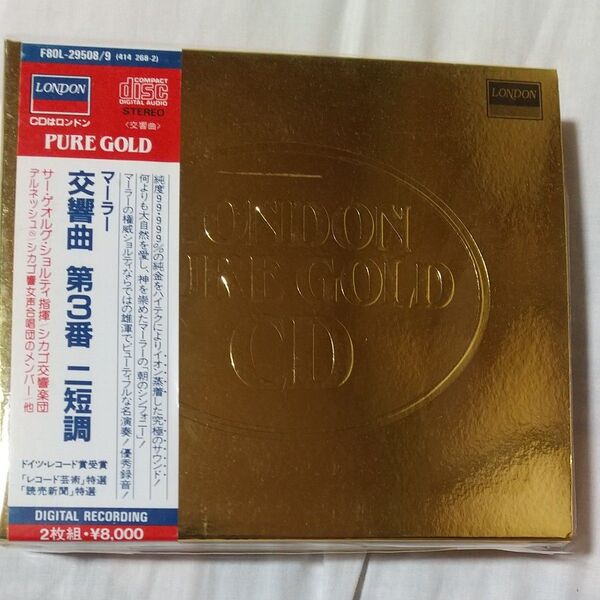 F80L-29508/9 (414 268-2)
LONDON
CDはロンドン
COMPACT
disc
DIGITAL AUDIO
STEREO
〈交響曲〉
PURE GOLD
純度99・999%の純金をハイテクによりイオン蒸着した究極のサウンド!
何よりも大自然を愛し、神を崇めたマーラーの「朝のシンフォニー」!
マーラーの権威ショルティならではの雄渾でビューティフルな名演奏!優秀録音!
マーラー
交響曲 第3番 ニ短調
サー・ゲオルグ・ショルティ指揮/シカゴ交響楽団
デルネッシュ&シカゴ響女声合唱団のメンバー/他
ドイツ・レコード賞受賞
「レコード芸術」特選
「読売新聞」特選
DIGITAL RECORDING
2枚組・¥8,000
LONDON
LONDON
PURE GOLD
CD